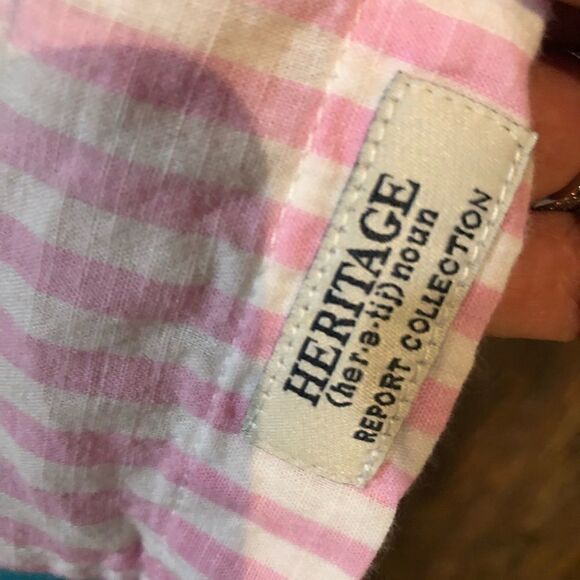 HERITAGE
(her·e·tij) noun
REPORT COLLECTION